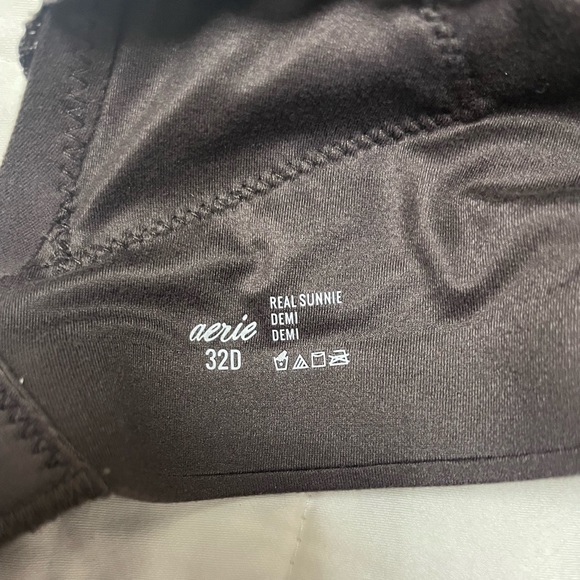 aerie
32D
REAL SUNNIE
DEMI
DEMI